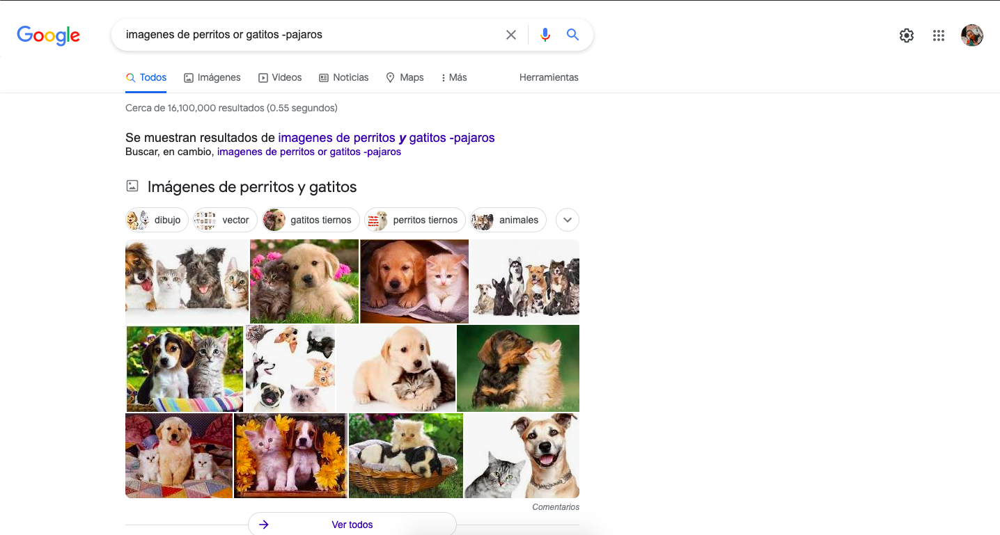 Google
imagenes de perritos or gatitos -pajaros
Todos Imágenes Videos Noticias Maps Más Herramientas
Cerca de 16,100,000 resultados (0.55 segundos)
Se muestran resultados de imagenes de perritos y gatitos -pajaros
Buscar, en cambio, imagenes de perritos or gatitos -pajaros
Imágenes de perritos y gatitos
dibujo vector gatitos tiernos perritos tiernos animales
Comentarios
Ver todos